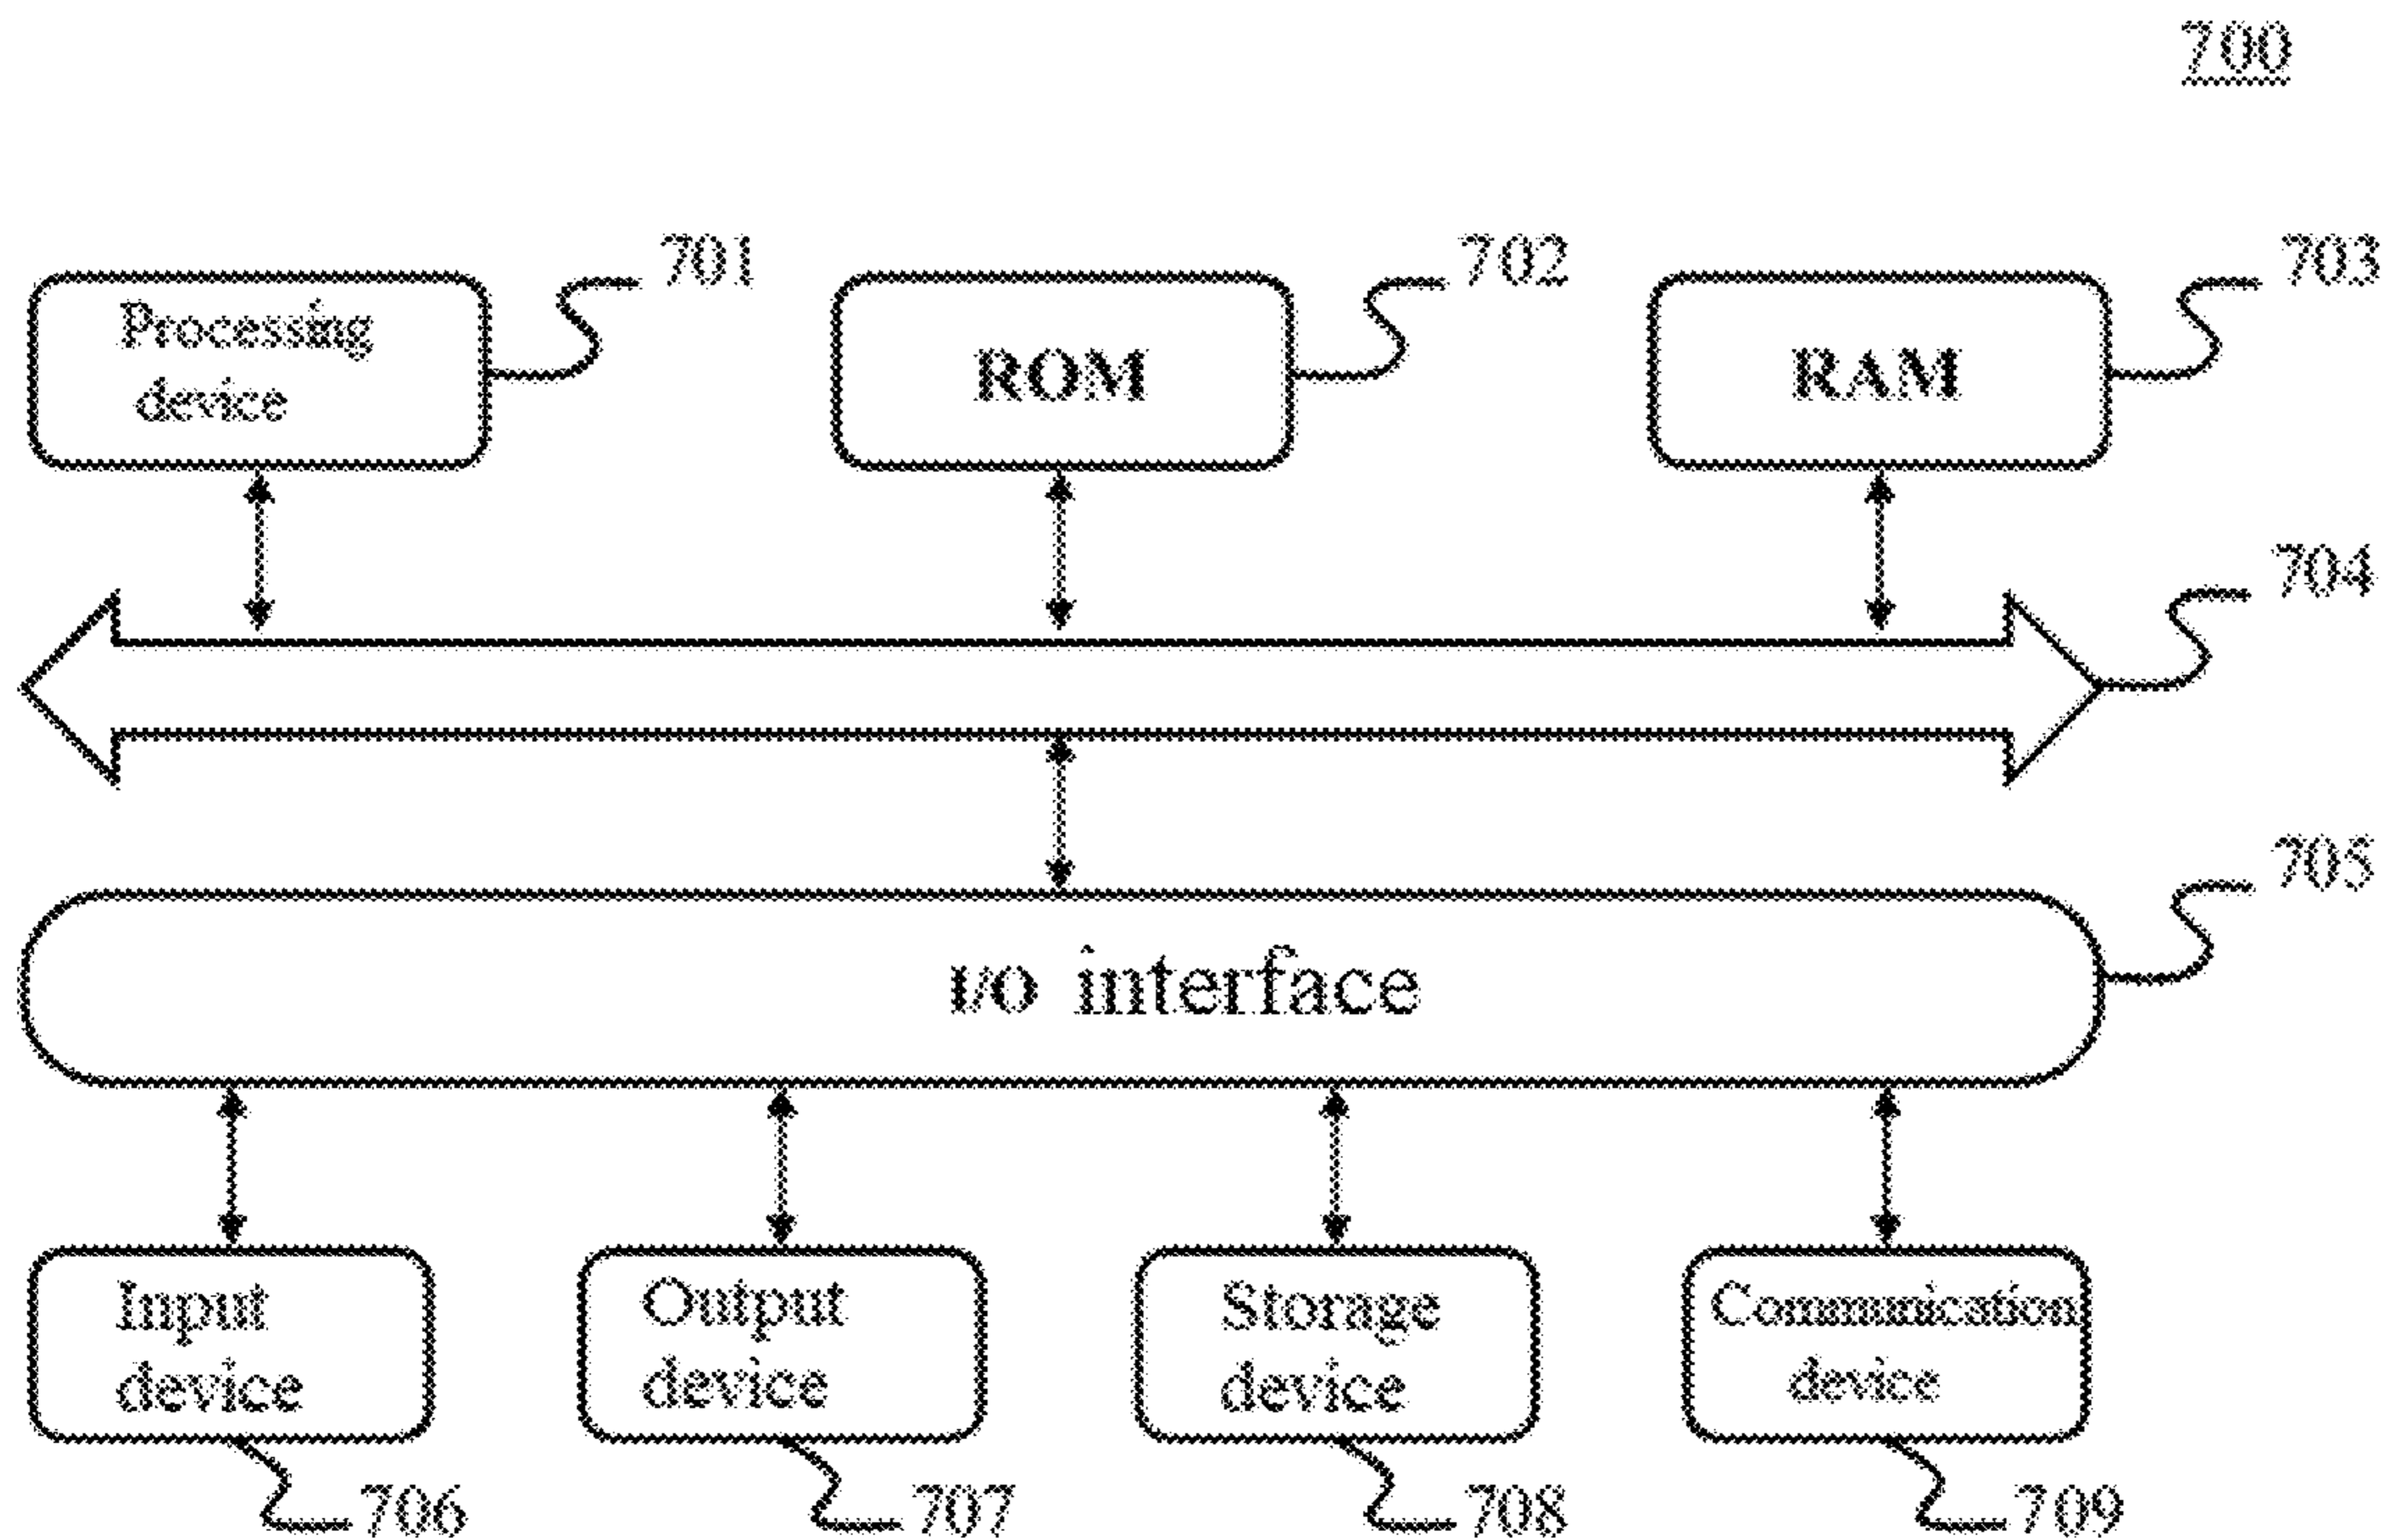 700
701
702
703
Processing
device
ROM
RAM
704
705
I/O interface
Input
device
Output
device
Storage
device
Communication
device
706
707
708
709